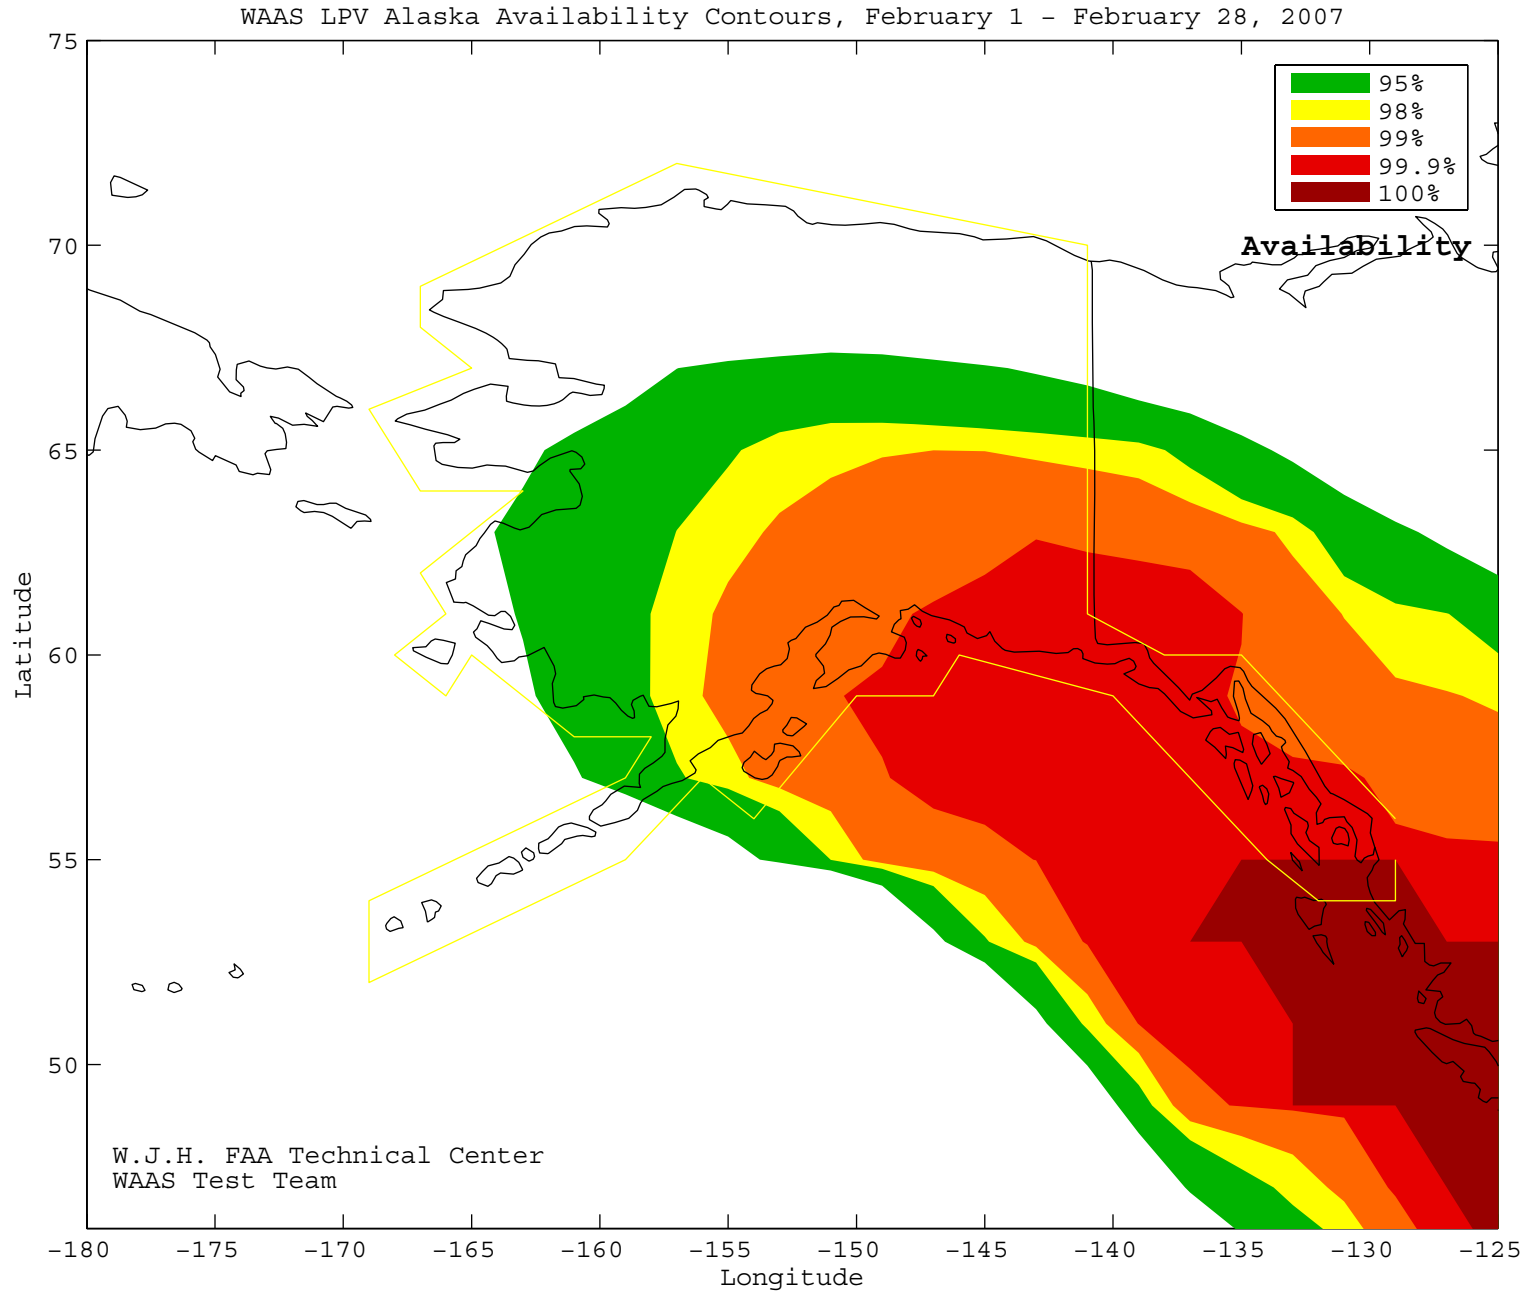 WAAS LPV Alaska Availability Contours, February 1 - February 28, 2007
75
70
65
60
55
50
Latitude
95%
98%
99%
99.9%
100%
Availability
W.J.H. FAA Technical Center
WAAS Test Team
-180 -175 -170 -165 -160 -155 -150 -145 -140 -135 -130 -125
Longitude